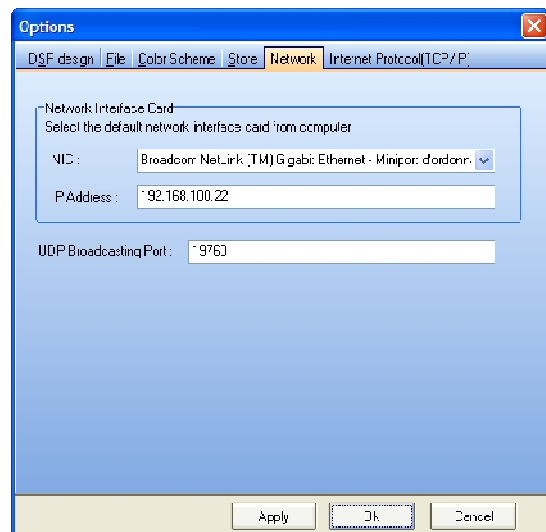 Options
DSF design File Color Scheme Store Network Internet Protocol(TCP/IP)
Network Interface Card
Select the default network interface card from computer
NIC :
Broadcom NetLink (TM) Gigabit Ethernet - Miniport d'ordonn
IP Address :
192.168.100.22
UDP Broadcasting Port :
19760
Apply Ok Cancel